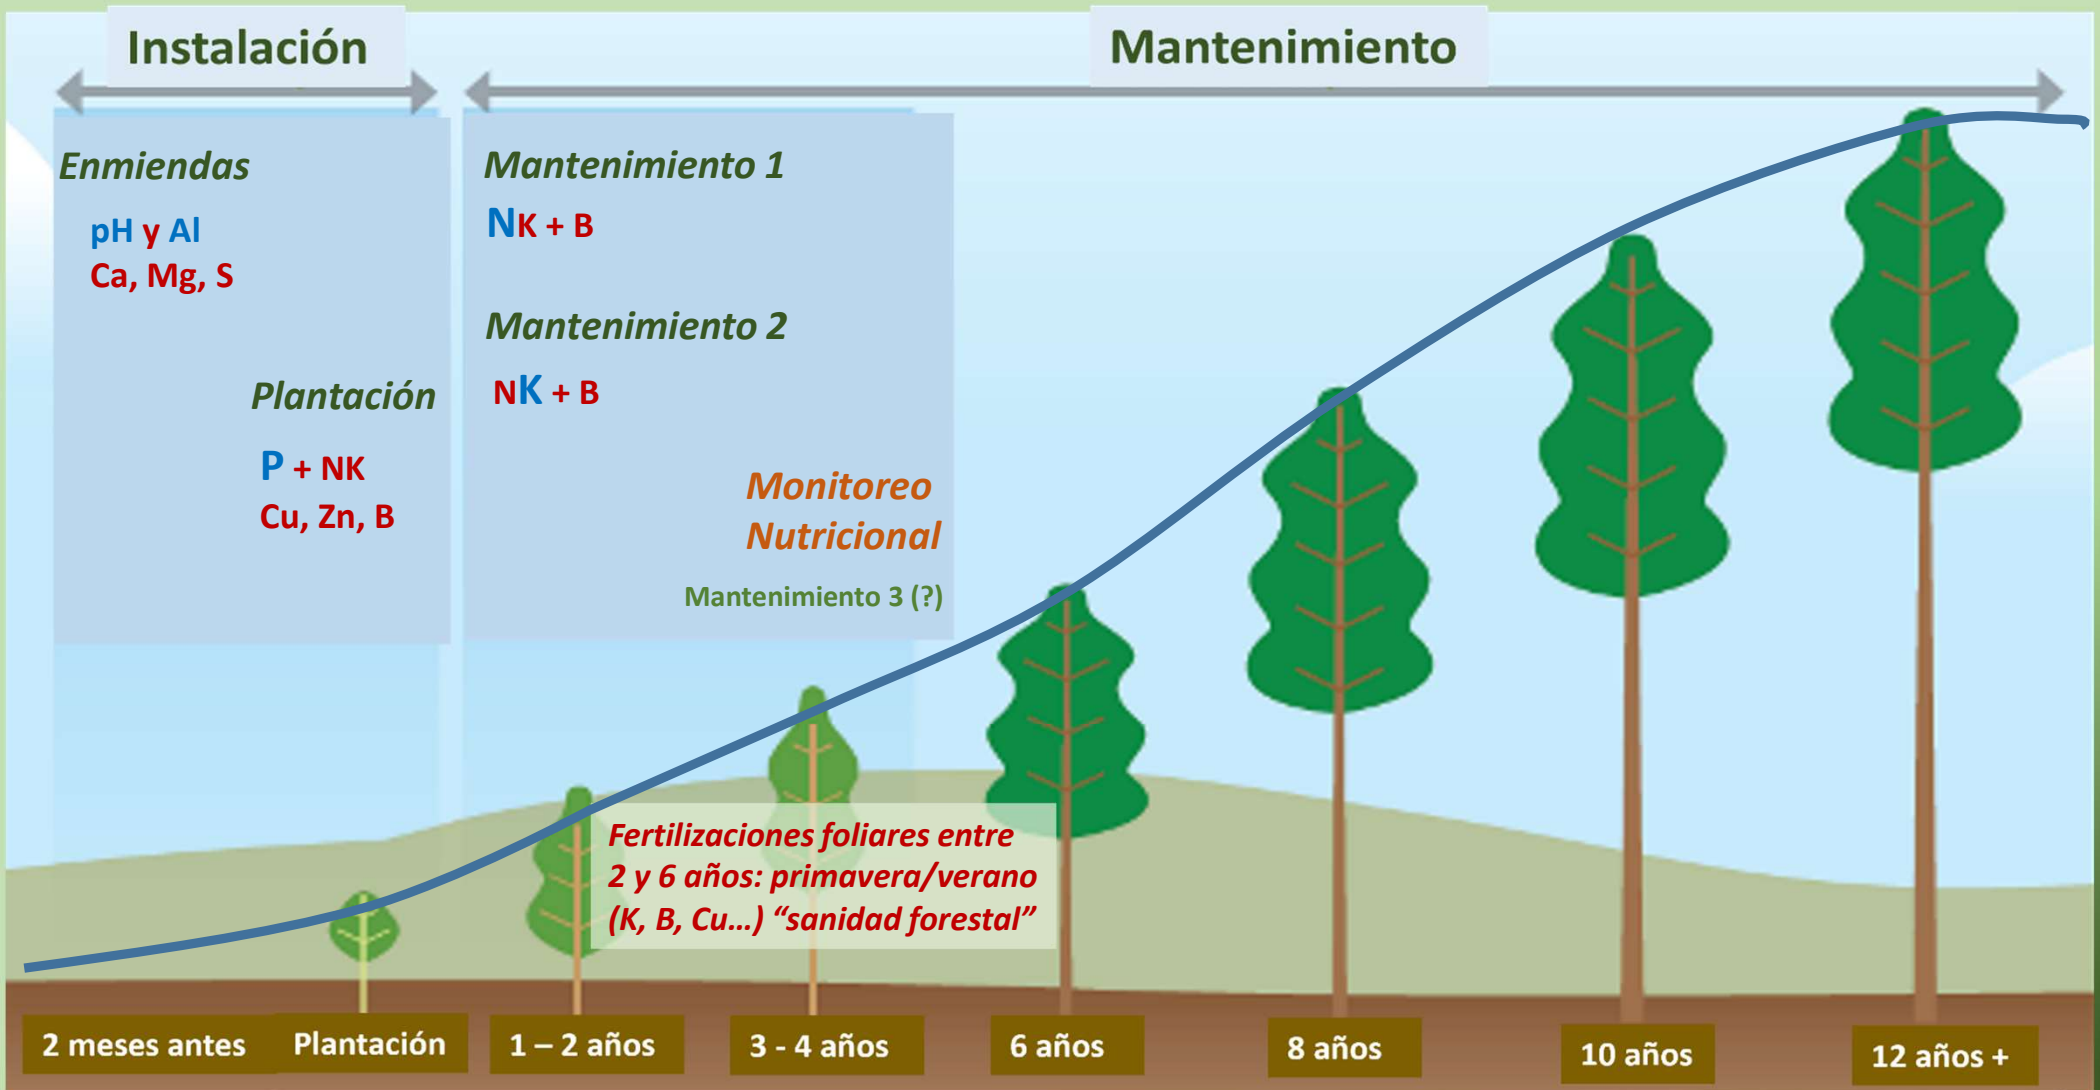 Instalación
Mantenimiento
Enmiendas
pH y Al
Ca, Mg, S
Plantación
P + NK
Cu, Zn, B
Mantenimiento 1
NK + B
Mantenimiento 2
NK + B
Monitoreo
Nutricional
Mantenimiento 3 (?)
Fertilizaciones foliares entre
2 y 6 años: primavera/verano
(K, B, Cu...) “sanidad forestal”
2 meses antes
Plantación
1 – 2 años
3 - 4 años
6 años
8 años
10 años
12 años +